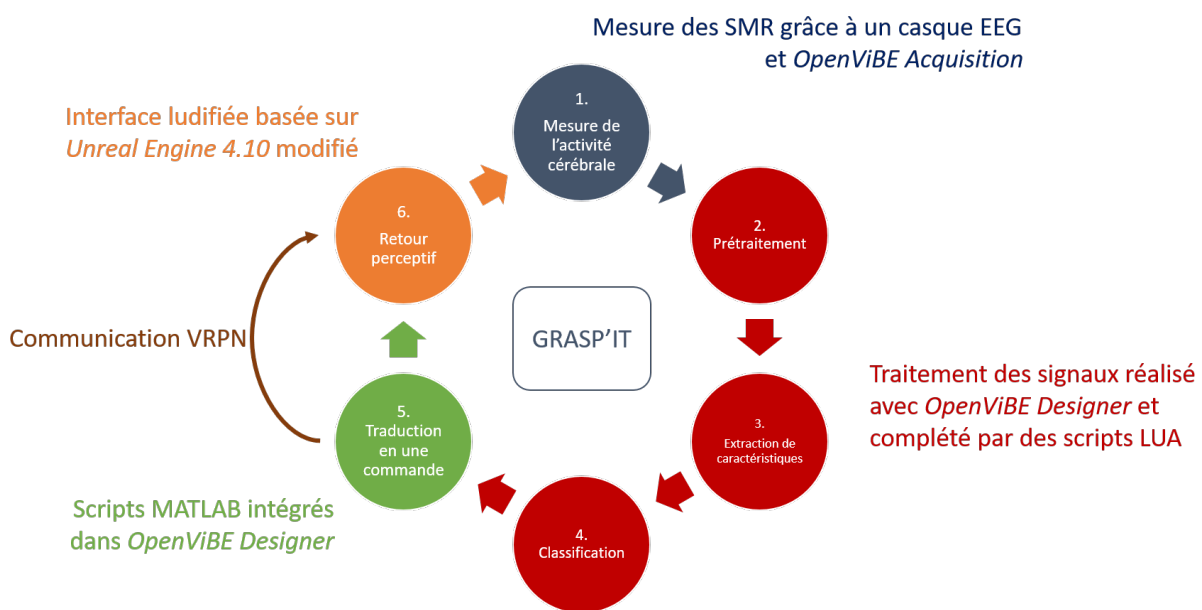 Mesure des SMR grâce à un casque EEG
et OpenViBE Acquisition
1.
Mesure de
l'activité
cérébrale
Interface ludifiée basée sur
Unreal Engine 4.10 modifié
6.
Retour
perceptif
2.
Prétraitement
GRASP'IT
Communication VRPN
Traitement des signaux réalisé
avec OpenViBE Designer et
complété par des scripts LUA
3.
Extraction de
caractéristiques
5.
Traduction
en une
commande
Scripts MATLAB intégrés
dans OpenViBE Designer
4.
Classification